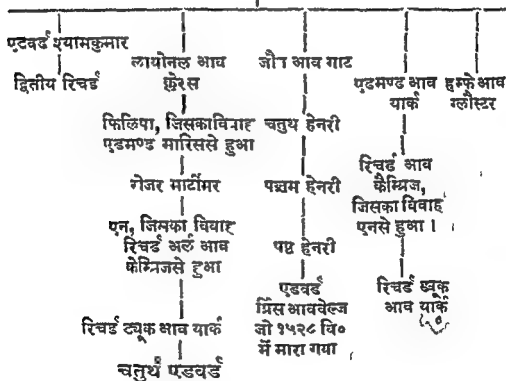 एडवर्ड श्यामकुमार
द्वितीय रिचर्ड
लायोनल आव
क्लेरेंस
फिलिपा, जिसका विवाह
एडमण्ड मारिससे हुआ
रोजर मार्टीमर
एन, जिसका विवाह
रिचर्ड अर्ल आव
केम्ब्रिजसे हुआ
रिचर्ड ट्यूक आव यार्क
चतुर्थ एडवर्ड
जौन आव गाट
चतुथ हेनरी
पञ्चम हेनरी
षष्ठ हेनरी
एडवर्ड
प्रिंस आववेल्ज
जो १५२८ वि०
में मारा गया
एडमण्ड आव
यार्क
रिचर्ड आव
कैम्ब्रिज,
जिसका विवाह
एनसे हुआ ।
रिचर्ड ड्यूक
आव यार्क
हम्फ्रे आव
ग्लौस्टर